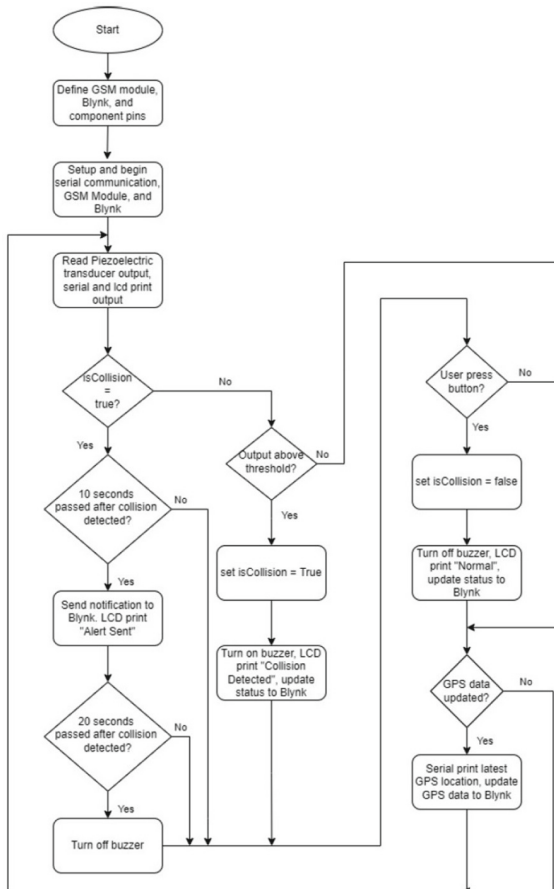 Start
Define GSM module,
Blynk, and
component pins
Setup and begin
serial communication,
GSM Module, and
Blynk
Read Piezoelectric
transducer output,
serial and lcd print
output
isCollision
=
true?
No
Yes
10 seconds
passed after collision
detected?
No
Yes
Send notification to
Blynk. LCD print
"Alert Sent"
20 seconds
passed after collision
detected?
No
Yes
Turn off buzzer
Output above
threshold?
No
Yes
set isCollision = True
Turn on buzzer, LCD
print "Collision
Detected", update
status to Blynk
User press
button?
No
Yes
set isCollision = false
Turn off buzzer, LCD
print "Normal",
update status to
Blynk
GPS data
updated?
No
Yes
Serial print latest
GPS location, update
GPS data to Blynk